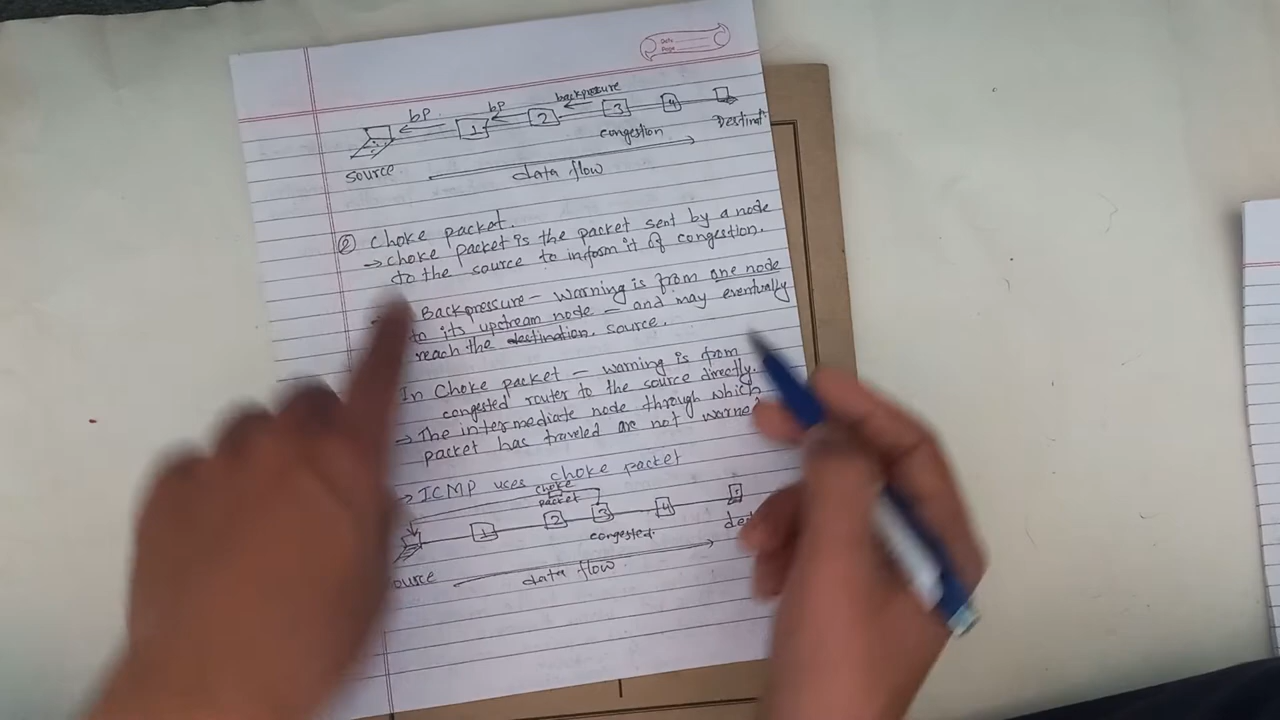 Date
Page
bp
bp
backpressure
1
2
3
4
source
congestion
Destinat
data flow
② choke packet.
→ choke packet is the packet sent by a node
to the source to inform it of congestion.
Backpressure - warning is from one node
to its upstream node - and may eventually
reach the destination. source.
In Choke packet - warning is from
congested router to the source directly.
→ The intermediate node through which
packet has traveled are not warne
→ ICMP uses choke packet
choke
packet
1
2
3
4
congested.
de
ource
data flow